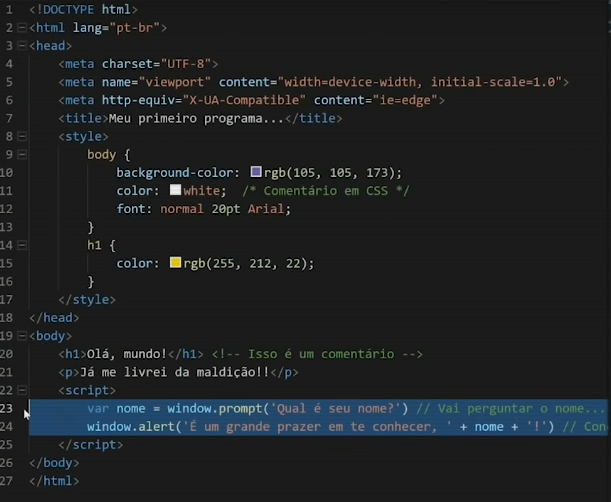 1 <!DOCTYPE html>
2 <html lang="pt-br">
3 <head>
4 <meta charset="UTF-8">
5 <meta name="viewport" content="width=device-width, initial-scale=1.0">
6 <meta http-equiv="X-UA-Compatible" content="ie=edge">
7 <title>Meu primeiro programa...</title>
8 <style>
9 body {
10 background-color: rgb(105, 105, 173);
11 color: white; /* Comentário em CSS */
12 font: normal 20pt Arial;
13 }
14 h1 {
15 color: rgb(255, 212, 22);
16 }
17 </style>
18 </head>
19 <body>
20 <h1>Olá, mundo!</h1> <!-- Isso é um comentário -->
21 <p>Já me livrei da maldição!!</p>
22 <script>
23 var nome = window.prompt('Qual é seu nome?') // Vai perguntar o nome...
24 window.alert('É um grande prazer em te conhecer, ' + nome + '!') //
25 </script>
26 </body>
27 </html>